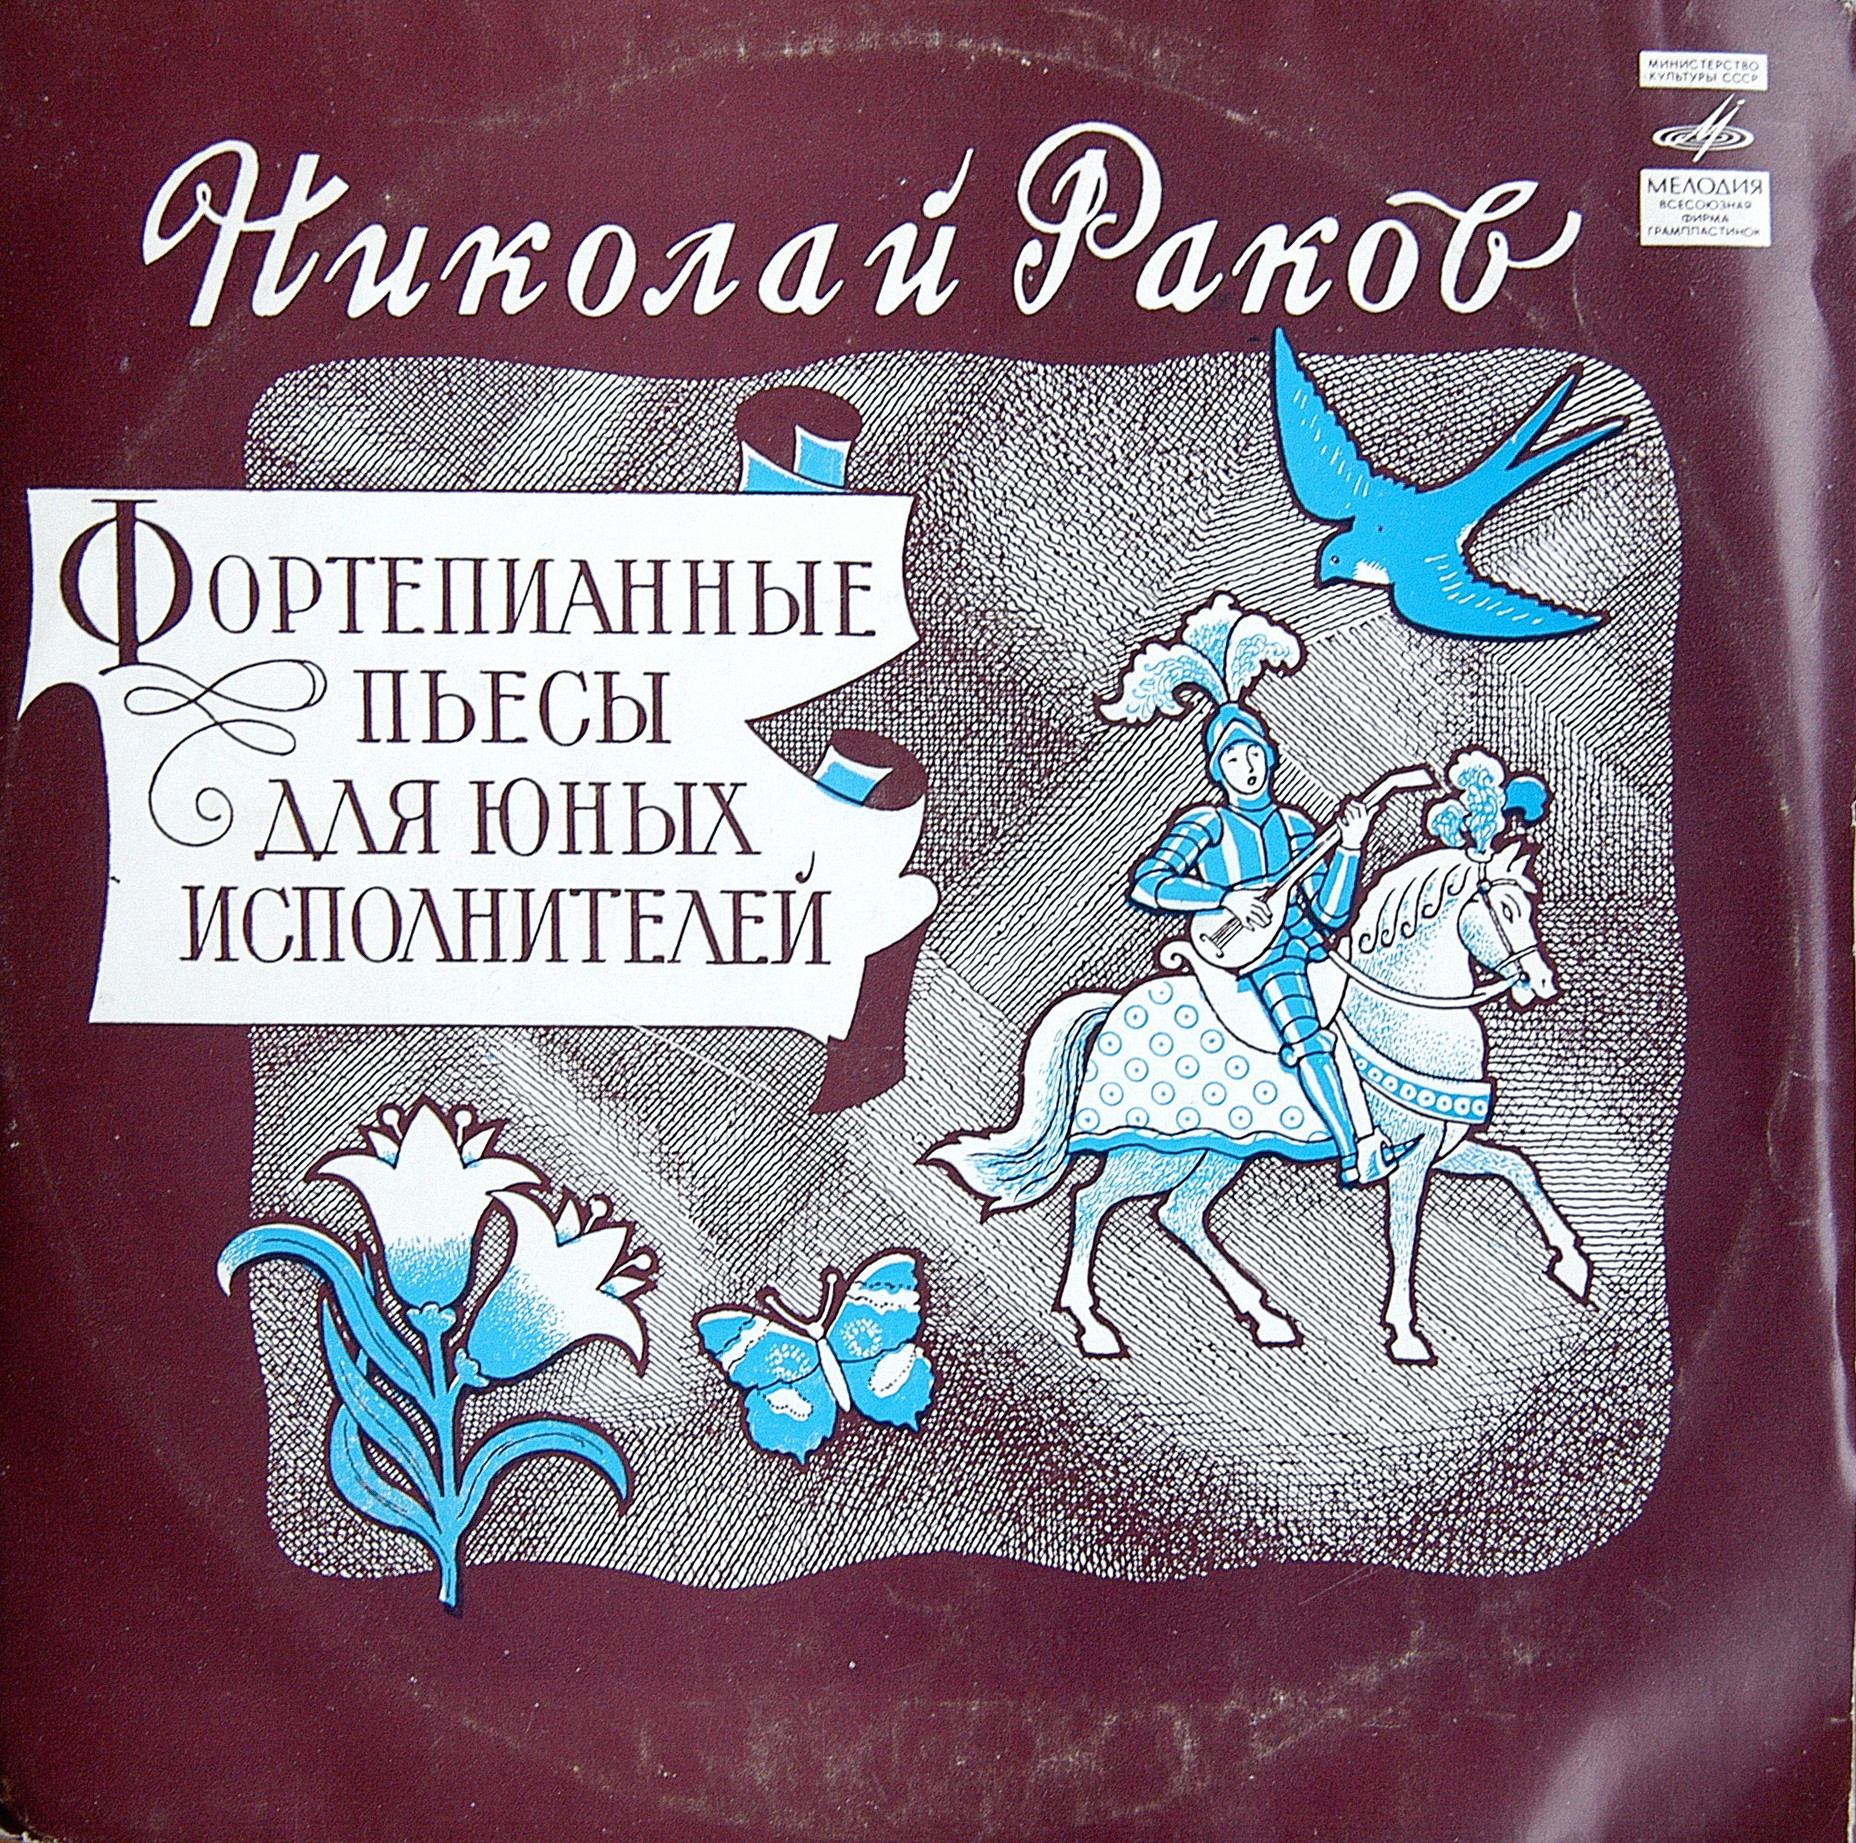 МИНИСТЕРСТВО
КУЛЬТУРЫ СССР
МЕЛОДИЯ
ВСЕСОЮЗНАЯ
ФИРМА
ГРАМПЛАСТИНОК
Николай Раков
ФОРТЕПИАННЫЕ
ПЬЕСЫ
ДЛЯ ЮНЫХ
ИСПОЛНИТЕЛЕЙ